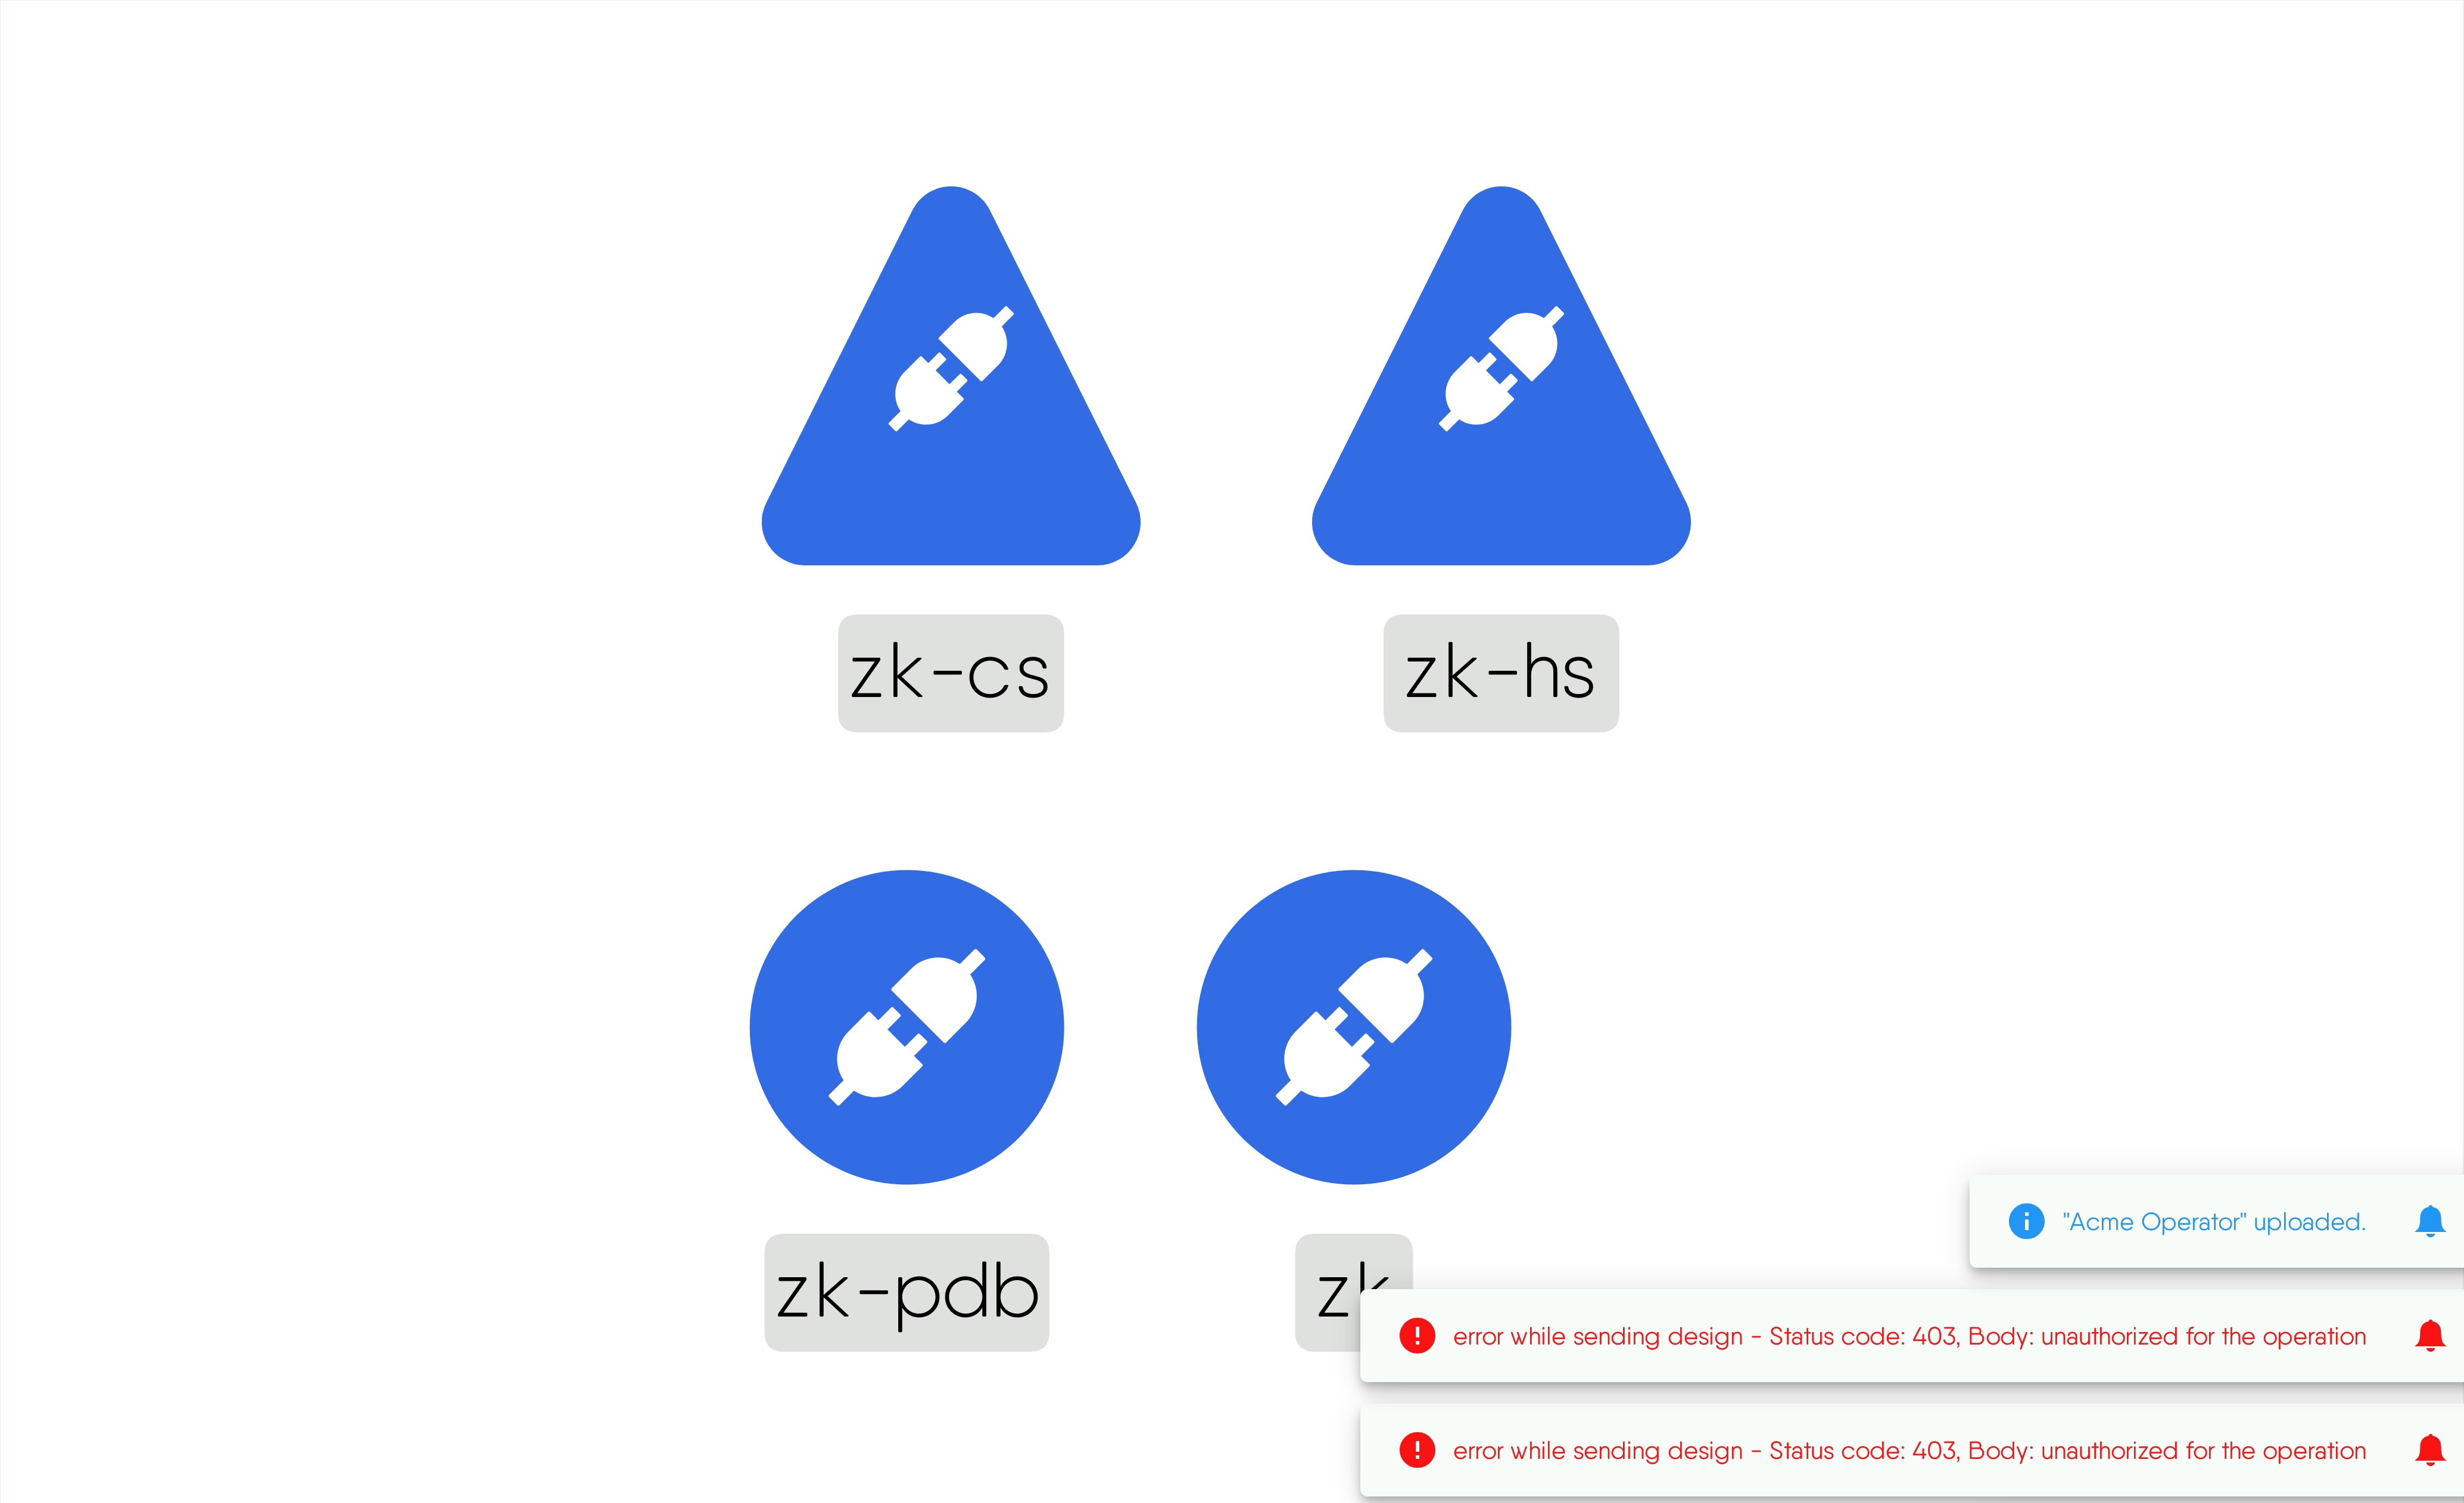 zk-cs
zk-hs
zk-pdb
zk
"Acme Operator" uploaded.
error while sending design - Status code: 403, Body: unauthorized for the operation
error while sending design - Status code: 403, Body: unauthorized for the operation